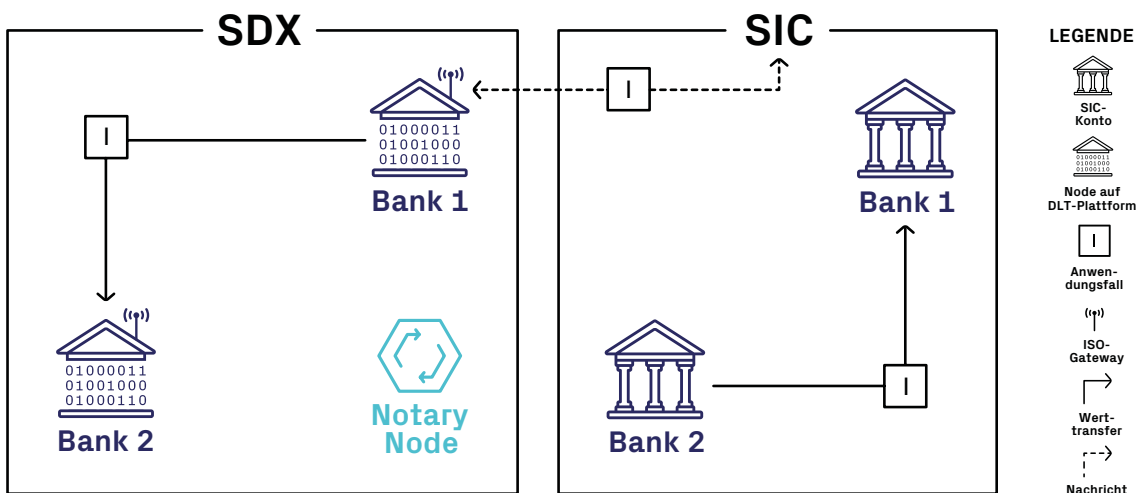 SDX
SIC
LEGENDE
I
01000011
01001000
01000110
Bank 1
I
Bank 1
SIC-
Konto
01000011
01001000
01000110
Node auf
DLT-Plattform
I
Anwen-
dungsfall
01000011
01001000
01000110
Bank 2
Notary
Node
Bank 2
I
ISO-
Gateway
Wert-
transfer
Nachricht